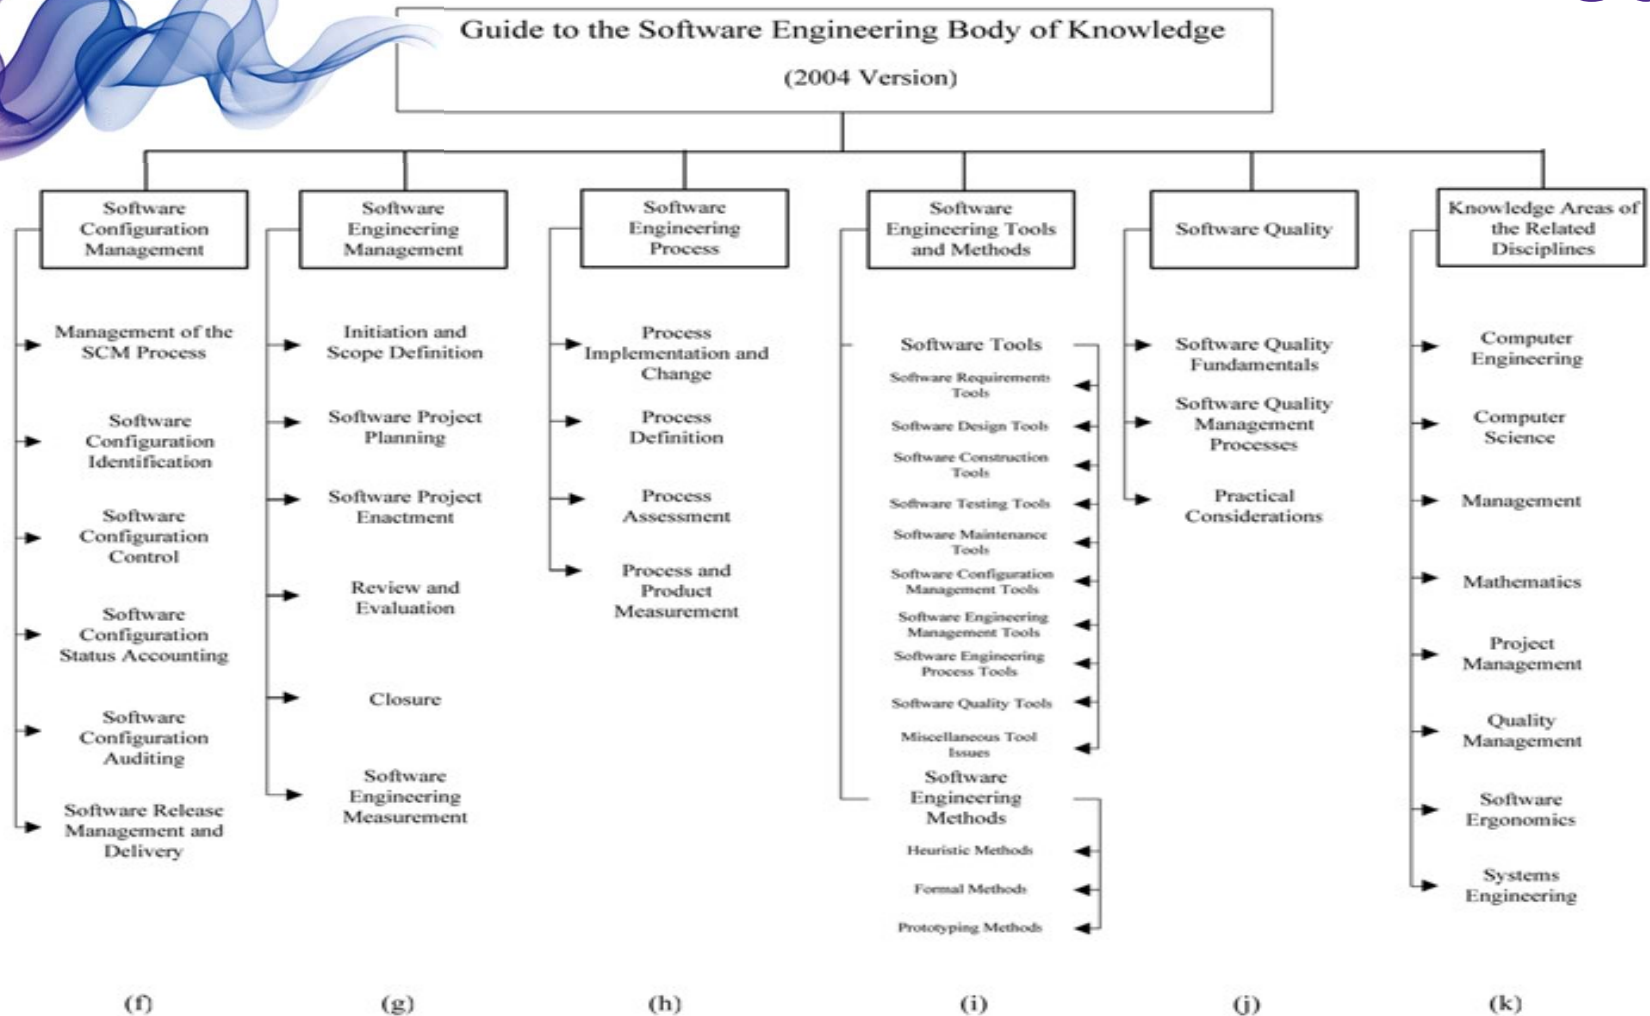 Guide to the Software Engineering Body of Knowledge
(2004 Version)
Software
Configuration
Management
Management of the
SCM Process
Software
Configuration
Identification
Software
Configuration
Control
Software
Configuration
Status Accounting
Software
Configuration
Auditing
Software Release
Management and
Delivery
(f)
Software
Engineering
Management
Initiation and
Scope Definition
Software Project
Planning
Software Project
Enactment
Review and
Evaluation
Closure
Software
Engineering
Measurement
(g)
Software
Engineering
Process
Process
Implementation and
Change
Process
Definition
Process
Assessment
Process and
Product
Measurement
(h)
Software
Engineering Tools
and Methods
Software Tools
Software Requirements
Tools
Software Design Tools
Software Construction
Tools
Software Testing Tools
Software Maintenance
Tools
Software Configuration
Management Tools
Software Engineering
Management Tools
Software Engineering
Process Tools
Software Quality Tools
Miscellaneous Tool
Issues
Software
Engineering
Methods
Heuristic Methods
Formal Methods
Prototyping Methods
(i)
Software Quality
Software Quality
Fundamentals
Software Quality
Management
Processes
Practical
Considerations
(j)
Knowledge Areas of
the Related
Disciplines
Computer
Engineering
Computer
Science
Management
Mathematics
Project
Management
Quality
Management
Software
Ergonomics
Systems
Engineering
(k)